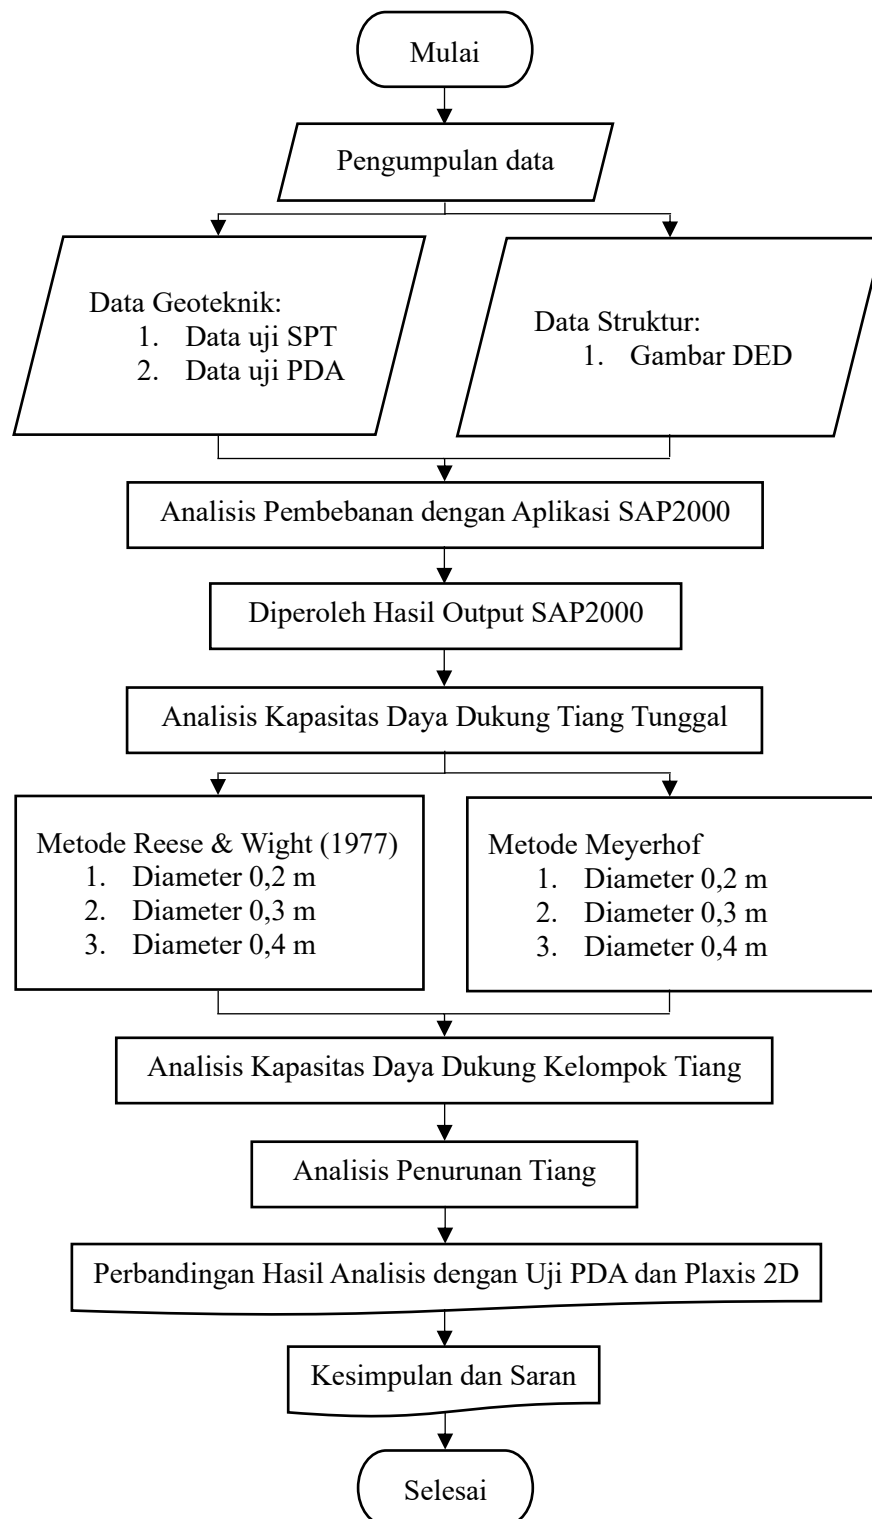 Mulai
Pengumpulan data
Data Geoteknik:
1. Data uji SPT
2. Data uji PDA
Data Struktur:
1. Gambar DED
Analisis Pembebanan dengan Aplikasi SAP2000
Diperoleh Hasil Output SAP2000
Analisis Kapasitas Daya Dukung Tiang Tunggal
Metode Reese & Wight (1977)
1. Diameter 0,2 m
2. Diameter 0,3 m
3. Diameter 0,4 m
Metode Meyerhof
1. Diameter 0,2 m
2. Diameter 0,3 m
3. Diameter 0,4 m
Analisis Kapasitas Daya Dukung Kelompok Tiang
Analisis Penurunan Tiang
Perbandingan Hasil Analisis dengan Uji PDA dan Plaxis 2D
Kesimpulan dan Saran
Selesai